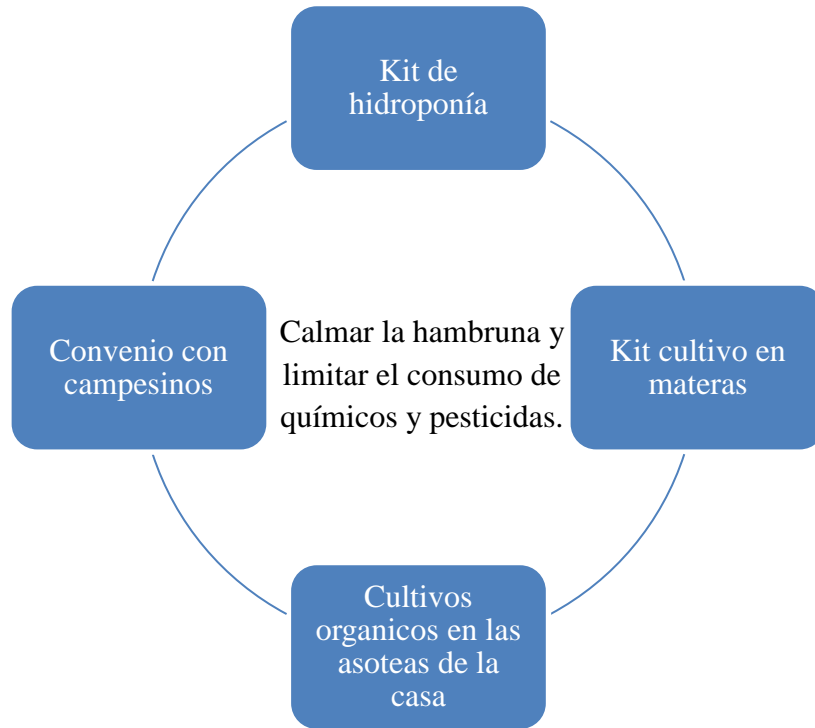 Kit de
hidroponía
Convenio con
campesinos
Calmar la hambruna y
limitar el consumo de
químicos y pesticidas.
Kit cultivo en
materas
Cultivos
organicos en las
asoteas de la
casa